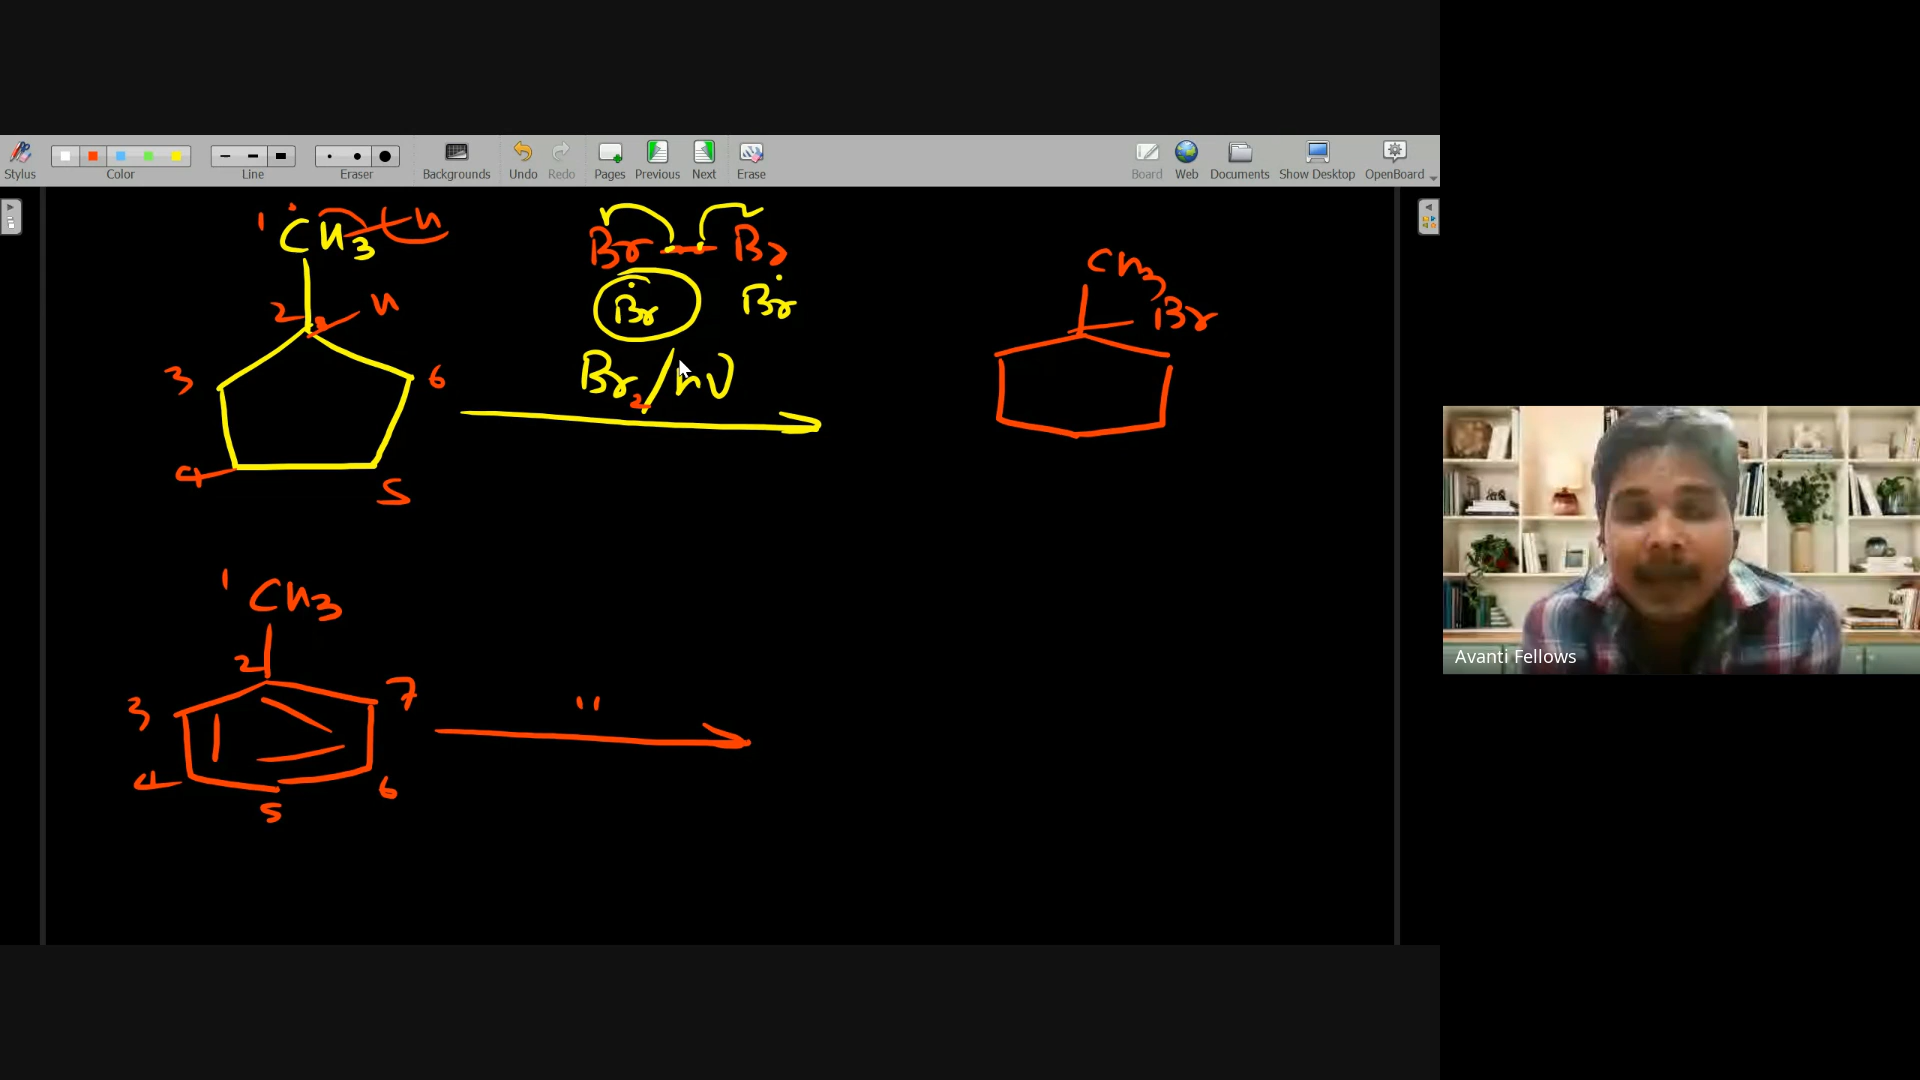 Stylus
Color
Line
Eraser
Backgrounds
Undo
Redo
Pages
Previous
Next
Erase
Board
Web
Documents
Show Desktop
OpenBoard
1 CH3 H
2 H
3
4
5
6
Br — Br
Br Br
Br2/hν
CH3
Br
1 CH3
2
3
4
5
6
7
"
Avanti Fellows